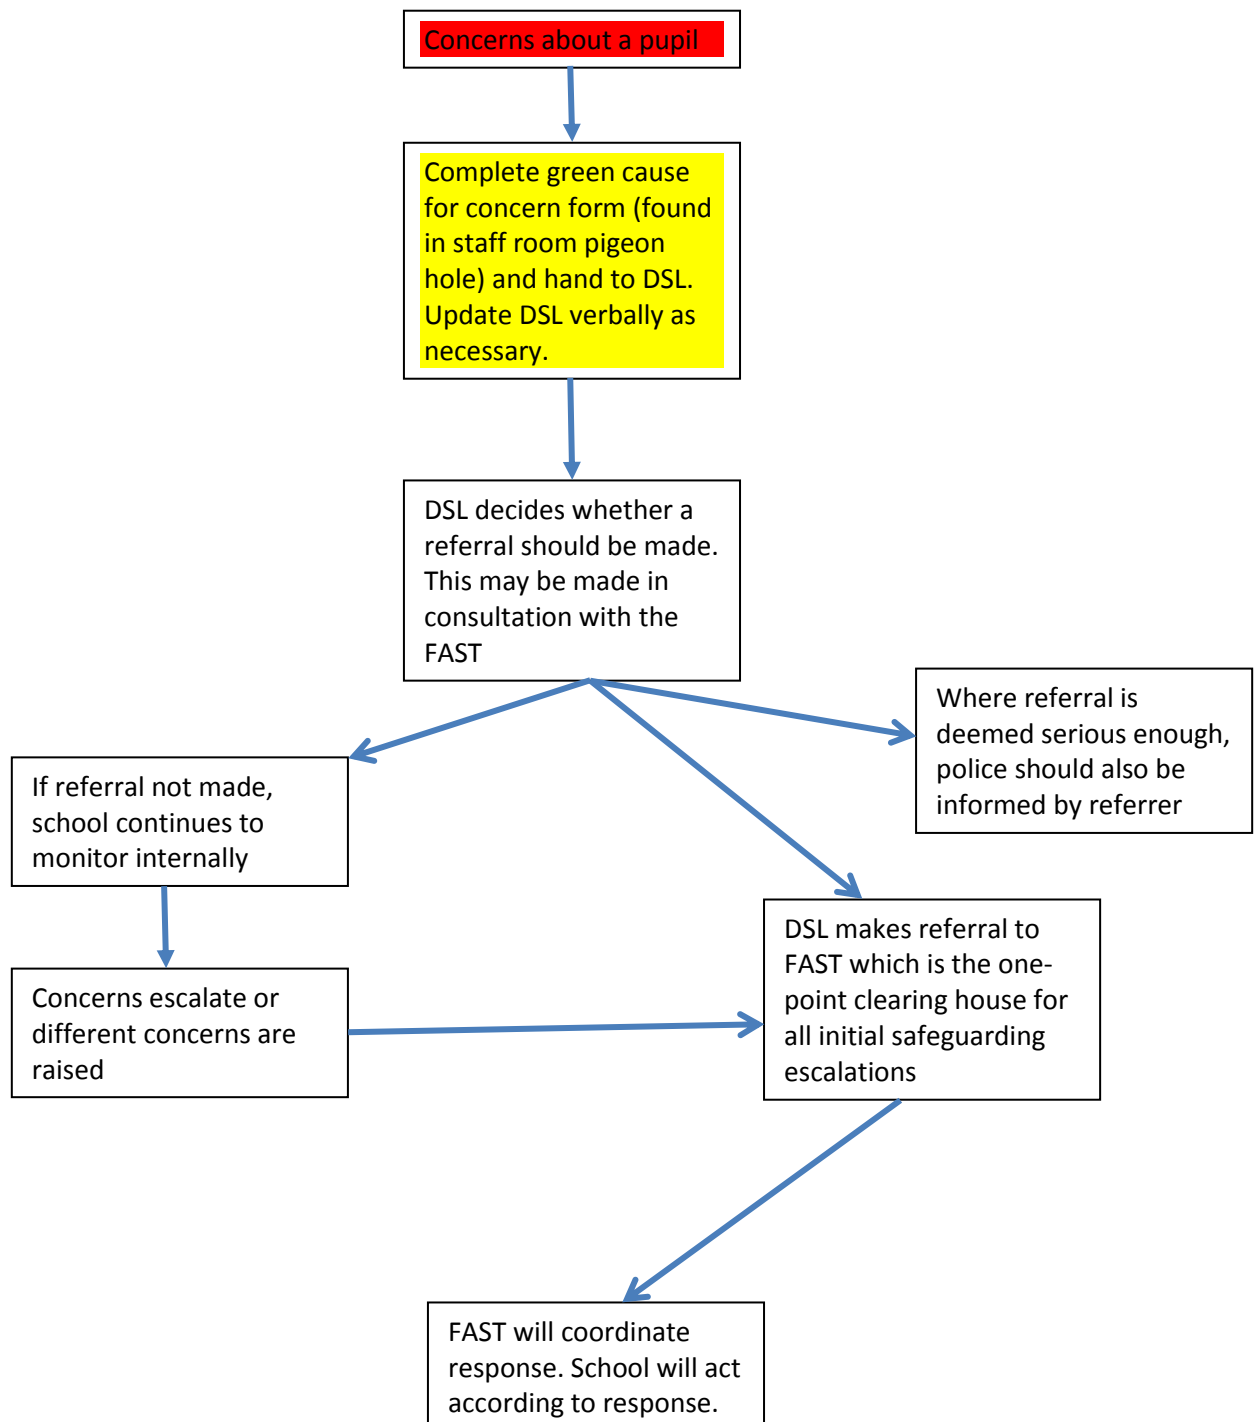 Concerns about a pupil
Complete green cause
for concern form (found
in staff room pigeon
hole) and hand to DSL.
Update DSL verbally as
necessary.
DSL decides whether a
referral should be made.
This may be made in
consultation with the
FAST
Where referral is
deemed serious enough,
police should also be
informed by referrer
If referral not made,
school continues to
monitor internally
DSL makes referral to
FAST which is the one-
point clearing house for
all initial safeguarding
escalations
Concerns escalate or
different concerns are
raised
FAST will coordinate
response. School will act
according to response.